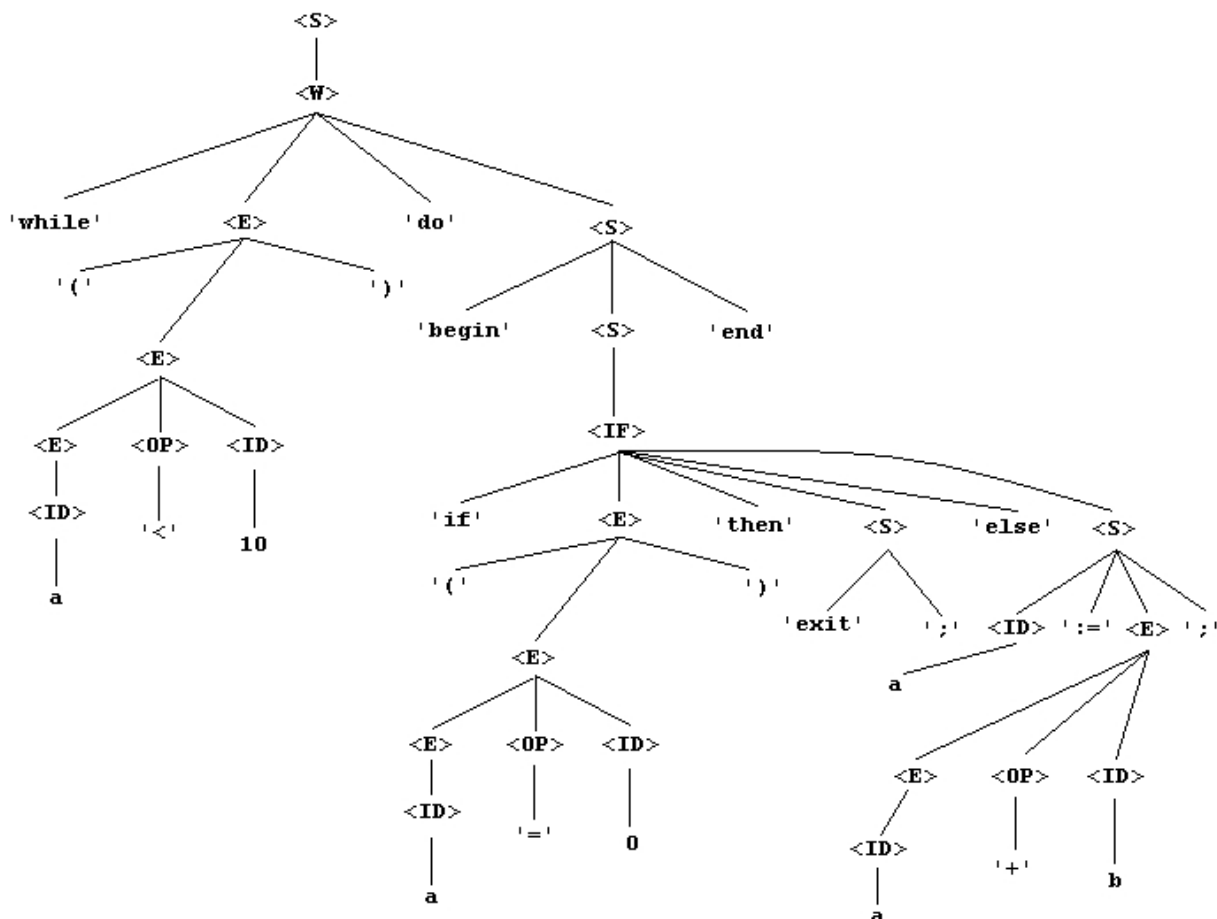 <S>
<W>
'while' <E> 'do' <S>
'(' ')'
'begin' <S> 'end'
<E>
<E> <OP> <ID> <IF>
<ID> '<' 10 'if' <E> 'then' <S> 'else' <S>
a '(' ')' 'exit' ';' <ID> ':=' <E> ';'
<E> a
<E> <OP> <ID>
<E> <OP> <ID>
<ID> '=' 0
<ID> '+' b
a a